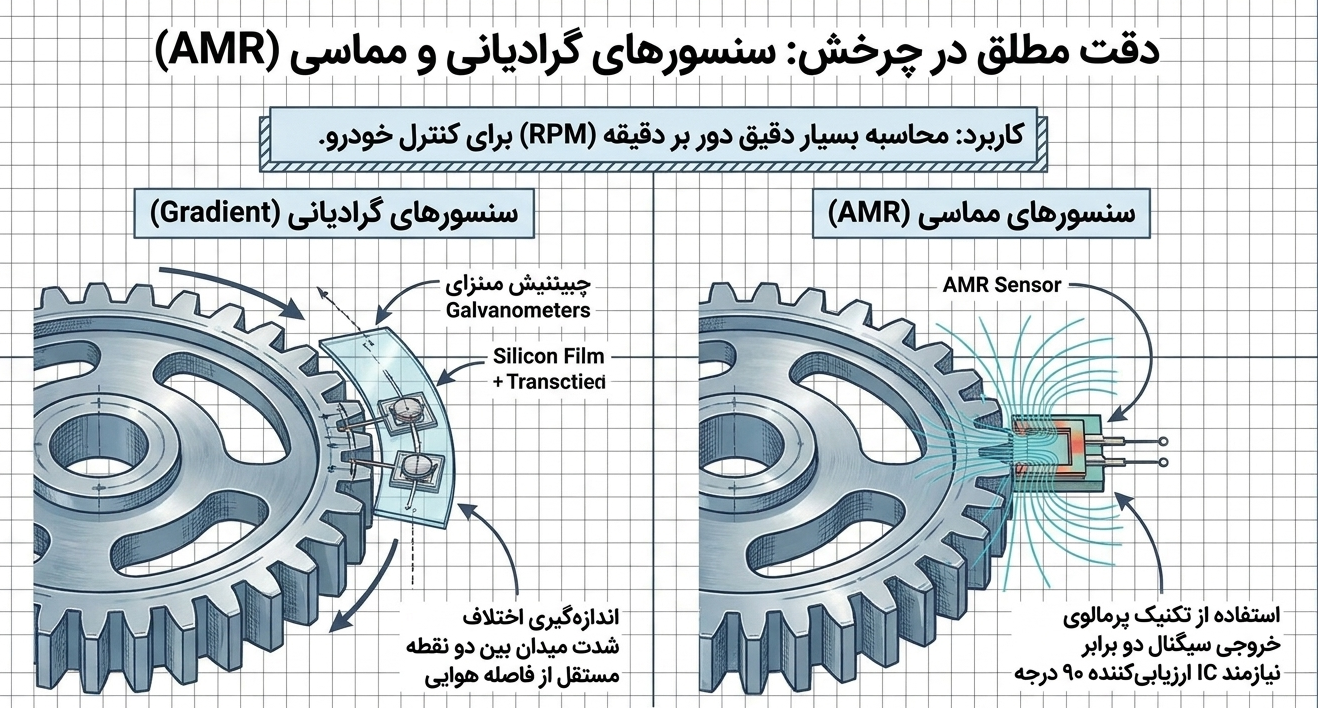 دقت مطلق در چرخش: سنسورهای گرادیانی و مماسی (AMR)
کاربرد: محاسبه بسیار دقیق دور بر دقیقه (RPM) برای کنترل خودرو.
سنسورهای مماسی (AMR)
AMR Sensor
استفاده از تکنیک پرمالوی
خروجی سیگنال دو برابر
نیازمند IC ارزیابی‌کننده ۹۰ درجه
سنسورهای گرادیانی (Gradient)
Galvanometers
Silicon Film
+ Transctied
اندازه‌گیری اختلاف
شدت میدان بین دو نقطه
مستقل از فاصله هوایی